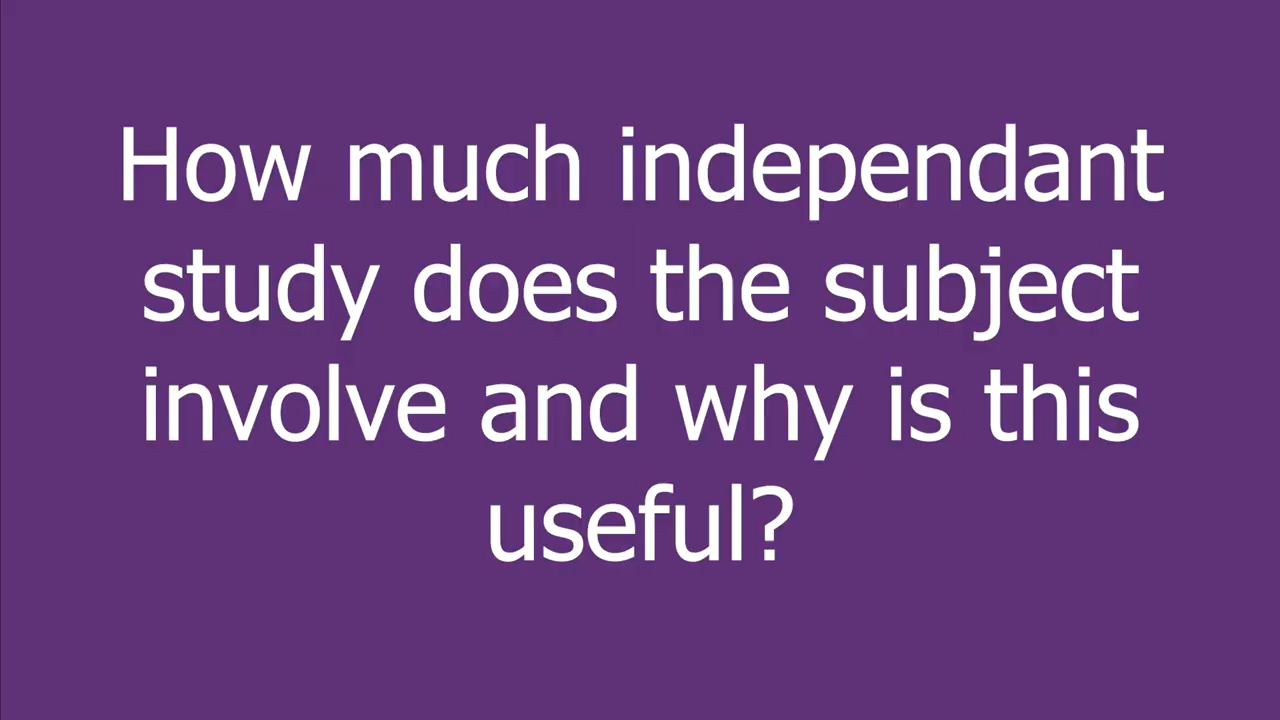 How much independant
study does the subject
involve and why is this
useful?